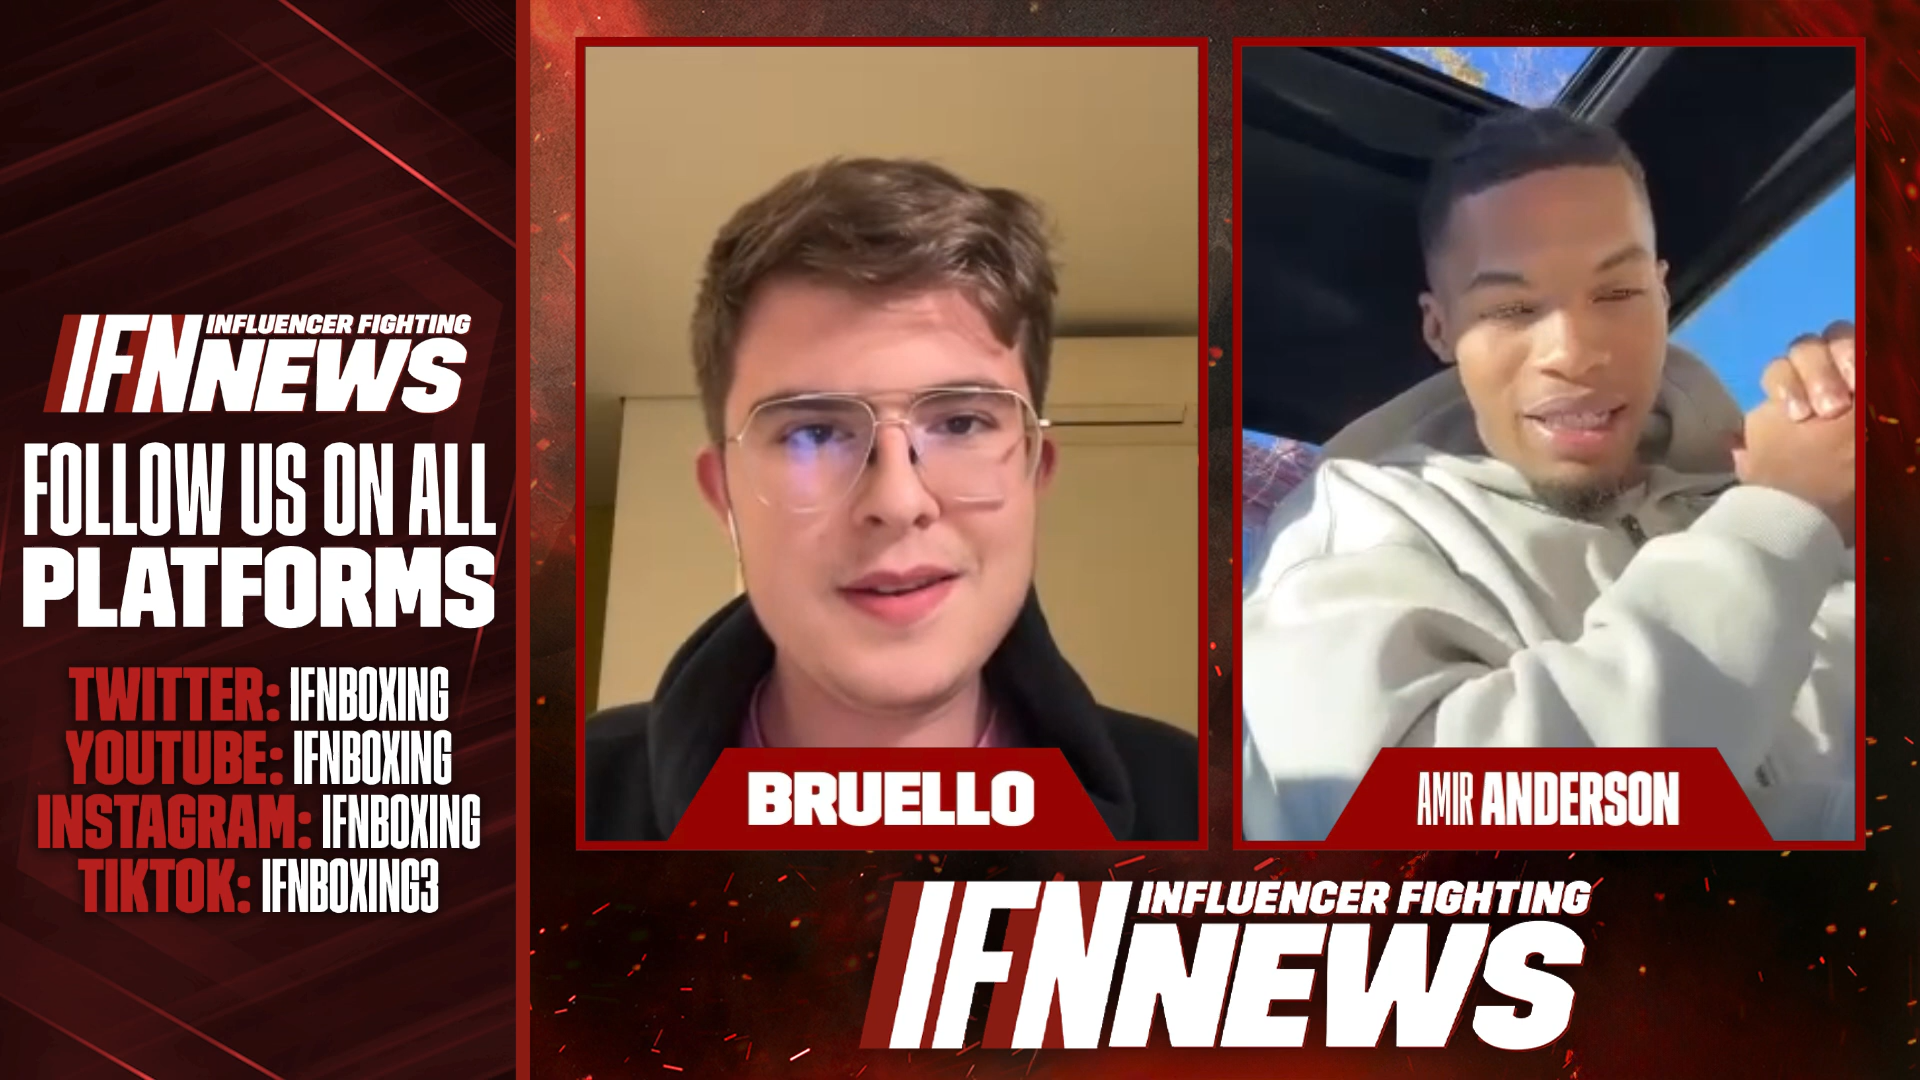 IFN INFLUENCER FIGHTING
NEWS
FOLLOW US ON ALL
PLATFORMS
TWITTER: IFNBOXING
YOUTUBE: IFNBOXING
INSTAGRAM: IFNBOXING
TIKTOK: IFNBOXING3
BRUELLO
AMIR ANDERSON
IFN INFLUENCER FIGHTING
NEWS